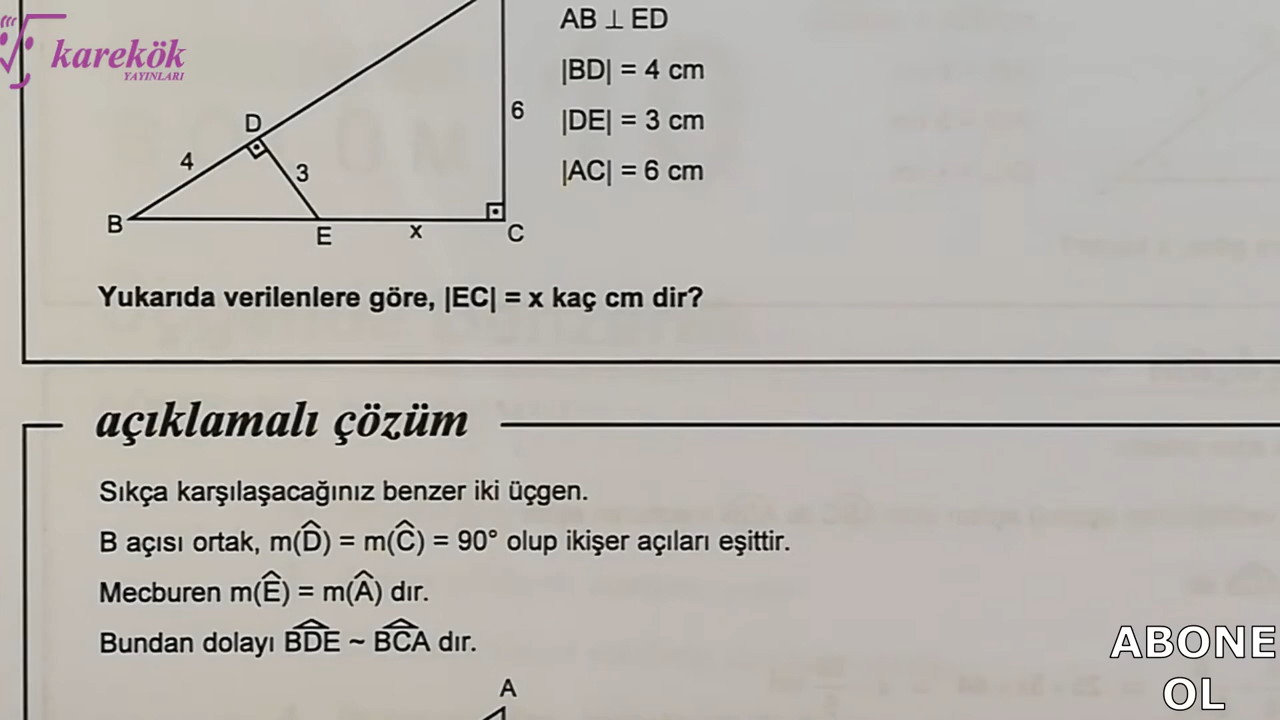 karekök
YAYINLARI
AB ⊥ ED
|BD| = 4 cm
|DE| = 3 cm
|AC| = 6 cm
D
6
4
3
B
E
x
C
Yukarıda verilenlere göre, |EC| = x kaç cm dir?
açıklamalı çözüm
Sıkça karşılaşacağınız benzer iki üçgen.
B açısı ortak, m(D̂) = m(Ĉ) = 90° olup ikişer açıları eşittir.
Mecburen m(Ê) = m(Â) dır.
Bundan dolayı BDE ~ BCA dır.
A
ABONE
OL